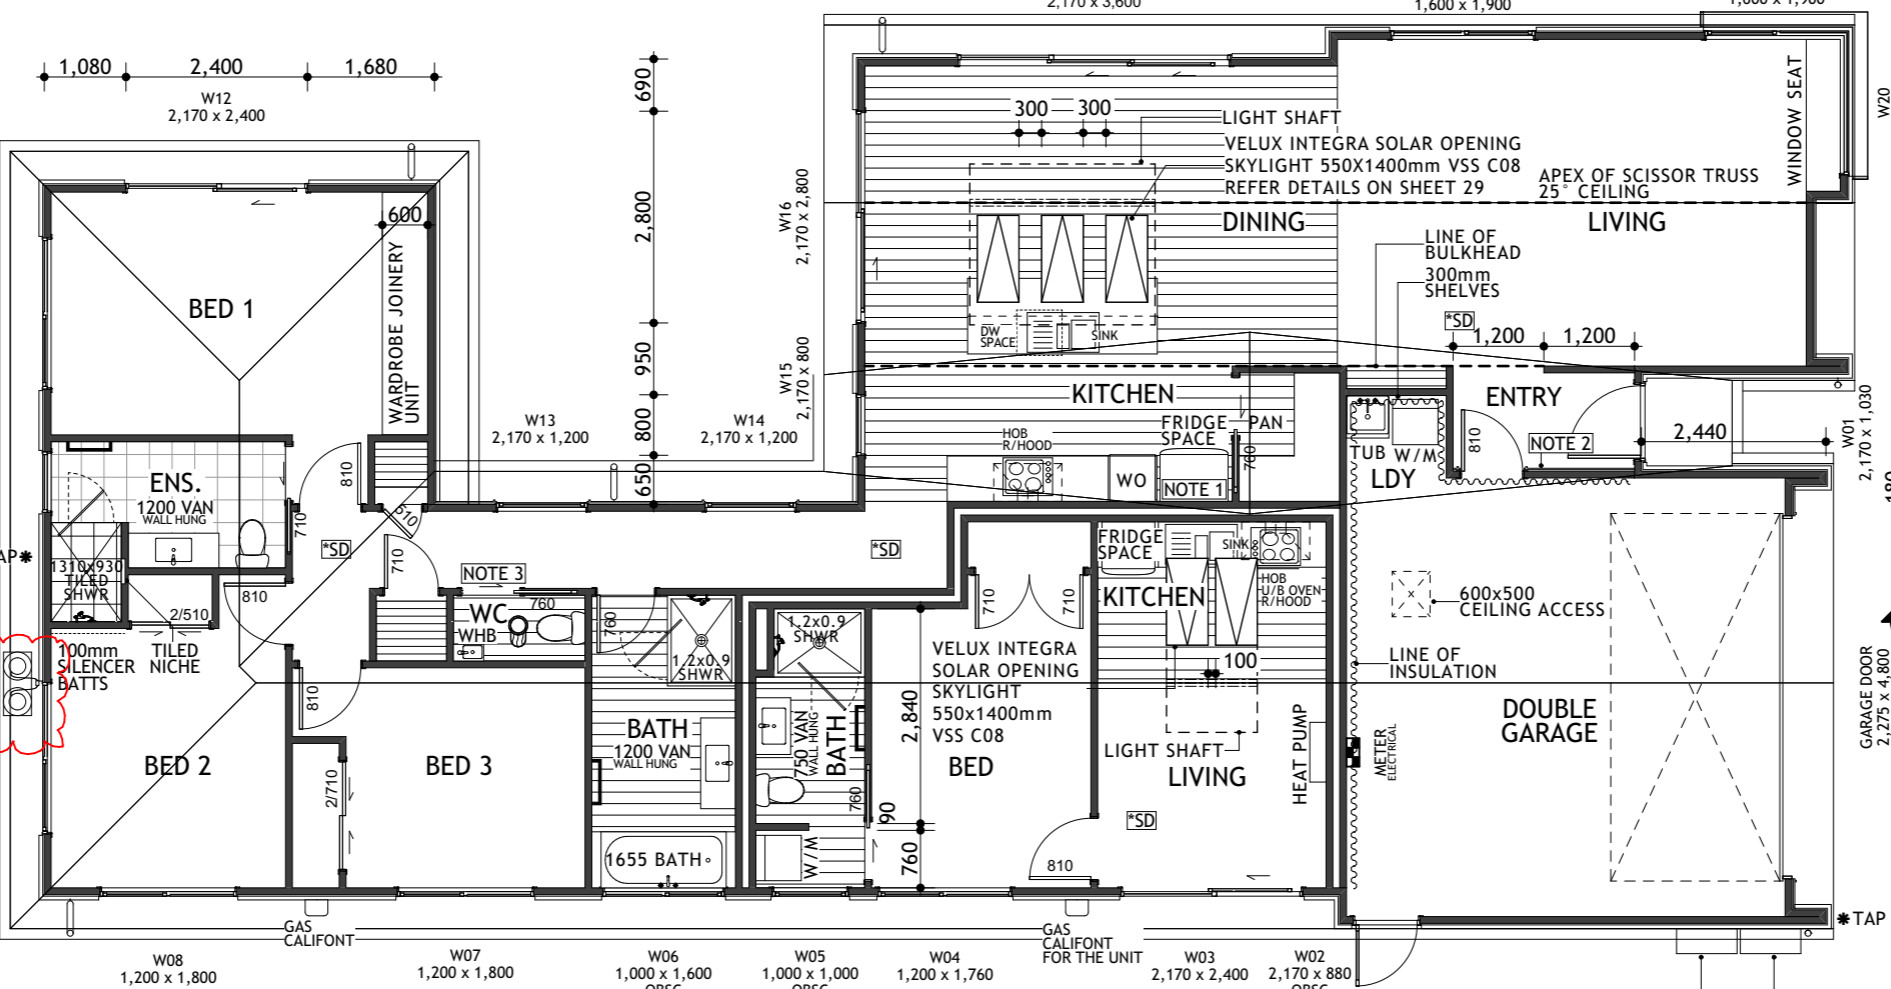 2,170 x 3,600
1,600 x 1,900
1,080
2,400
1,680
W12
2,170 x 2,400
690
2,800
950
800
650
W16
2,170 x 2,800
W15
2,170 x 800
W13
2,170 x 1,200
W14
2,170 x 1,200
300
300
LIGHT SHAFT
VELUX INTEGRA SOLAR OPENING
SKYLIGHT 550X1400mm VSS C08
REFER DETAILS ON SHEET 29
DINING
APEX OF SCISSOR TRUSS
25° CEILING
LIVING
WINDOW SEAT
W20
LINE OF
BULKHEAD
300mm
SHELVES
*SD
1,200
1,200
DW
SPACE
SINK
KITCHEN
HOB
R/HOOD
WO
FRIDGE
SPACE
NOTE 1
PAN
760
ENTRY
810
NOTE 2
2,440
W01
2,170 x 1,030
TUB
W/M
LDY
600
BED 1
WARDROBE JOINERY
UNIT
ENS.
1200 VAN
WALL HUNG
810
710
510
*SD
710
*SD
1310x930
TILED
SHWR
2/510
810
NOTE 3
760
WC
WHB
760
1.2x0.9
SHWR
100mm
SILENCER
BATTS
TILED
NICHE
810
BED 2
2/710
BED 3
BATH
1200 VAN
WALL HUNG
1655 BATH
1.2x0.9
SHWR
750 VAN
WALL HUNG
BATH
760
W/M
2,840
90
760
710
710
VELUX INTEGRA
SOLAR OPENING
SKYLIGHT
550x1400mm
VSS C08
BED
810
FRIDGE
SPACE
SINK
KITCHEN
HOB
U/B OVEN
R/HOOD
100
LIGHT SHAFT
LIVING
HEAT PUMP
*SD
600x500
CEILING ACCESS
LINE OF
INSULATION
METER
ELECTRICAL
DOUBLE
GARAGE
GARAGE DOOR
2,275 x 4,800
TAP
GAS
CALIFONT
GAS
CALIFONT
FOR THE UNIT
W08
1,200 x 1,800
W07
1,200 x 1,800
W06
1,000 x 1,600
W05
1,000 x 1,000
W04
1,200 x 1,760
W03
2,170 x 2,400
W02
2,170 x 880